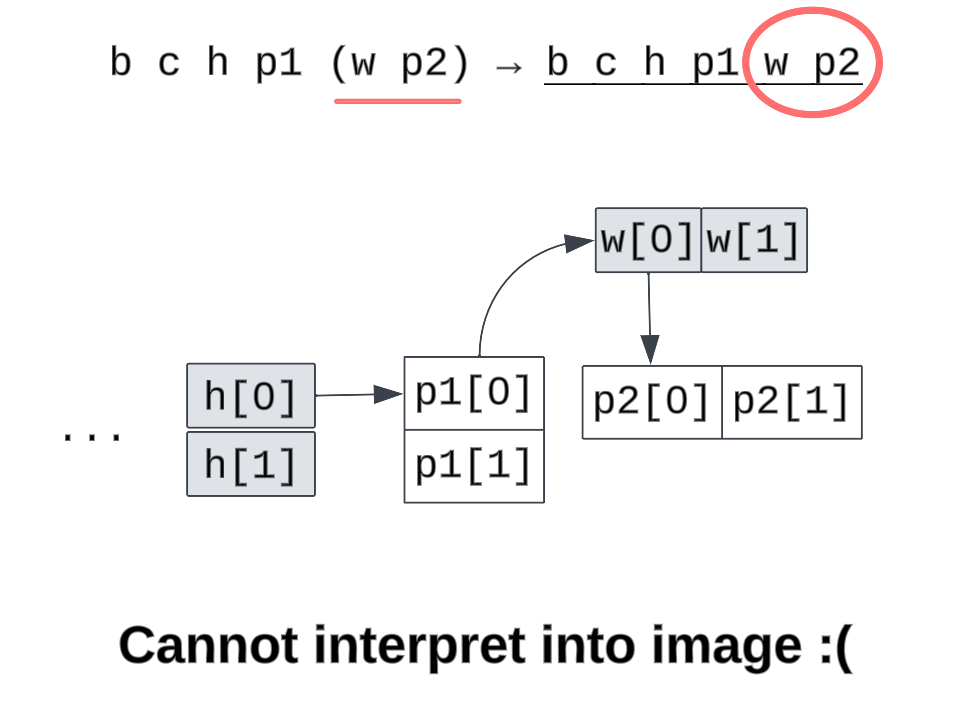 b c h p1 (w p2) → b c h p1 w p2
w[0] w[1]
h[0] p1[0] p2[0] p2[1]
...
h[1] p1[1]
Cannot interpret into image :(